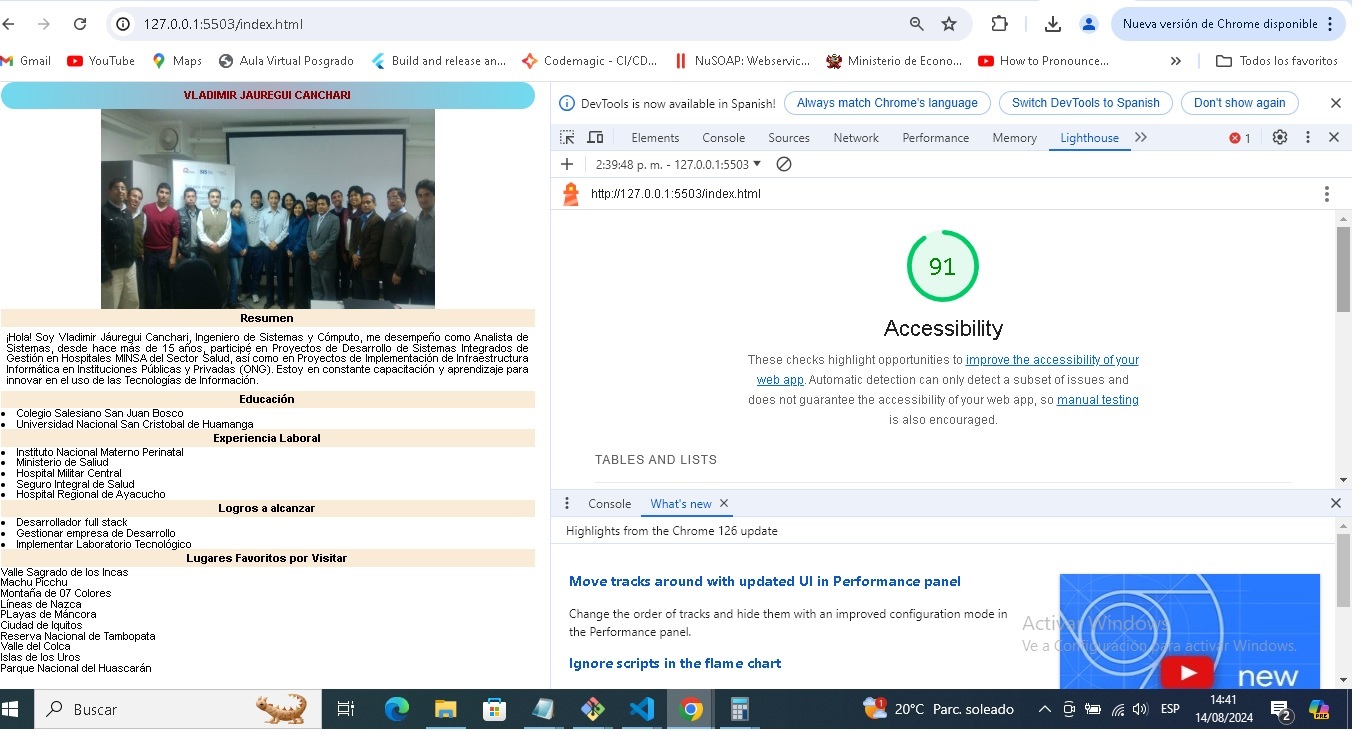 127.0.0.1:5503/index.html
Nueva versión de Chrome disponible
Gmail
YouTube
Maps
Aula Virtual Posgrado
Build and release an...
Codemagic - CI/CD...
NuSOAP: Webservic...
Ministerio de Econo...
How to Pronounce...
»
Todos los favoritos
VLADIMIR JAUREGUI CANCHARI
Resumen
¡Hola! Soy Vladimir Jáuregui Canchari, Ingeniero de Sistemas y Cómputo, me desempeño como Analista de
Sistemas, desde hace más de 15 años, participé en Proyectos de Desarrollo de Sistemas Integrados de
Gestión en Hospitales MINSA del Sector Salud, así como en Proyectos de Implementación de Infraestructura
Informática en Instituciones Públicas y Privadas (ONG). Estoy en constante capacitación y aprendizaje para
innovar en el uso de las Tecnologías de Información.
Educación
• Colegio Salesiano San Juan Bosco
• Universidad Nacional San Cristobal de Huamanga
Experiencia Laboral
• Instituto Nacional Materno Perinatal
• Ministerio de Saliud
• Hospital Militar Central
• Seguro Integral de Salud
• Hospital Regional de Ayacucho
Logros a alcanzar
• Desarrollador full stack
• Gestionar empresa de Desarrollo
• Implementar Laboratorio Tecnológico
Lugares Favoritos por Visitar
Valle Sagrado de los Incas
Machu Picchu
Montaña de 07 Colores
Líneas de Nazca
PLayas de Máncora
Ciudad de Iquitos
Reserva Nacional de Tambopata
Valle del Colca
Islas de los Uros
Parque Nacional del Huascarán
DevTools is now available in Spanish!
Always match Chrome's language
Switch DevTools to Spanish
Don't show again
Elements
Console
Sources
Network
Performance
Memory
Lighthouse
»
1
2:39:48 p. m. - 127.0.0.1:5503
http://127.0.0.1:5503/index.html
91
Accessibility
These checks highlight opportunities to improve the accessibility of your
web app. Automatic detection can only detect a subset of issues and
does not guarantee the accessibility of your web app, so manual testing
is also encouraged.
TABLES AND LISTS
Console
What's new
Highlights from the Chrome 126 update
Move tracks around with updated UI in Performance panel
Change the order of tracks and hide them with an improved configuration mode in
the Performance panel.
Ignore scripts in the flame chart
new
Activar Windows
Ve a Configuración para activar Windows.
Buscar
1
20°C Parc. soleado
ESP
14:41
14/08/2024
2
PRE